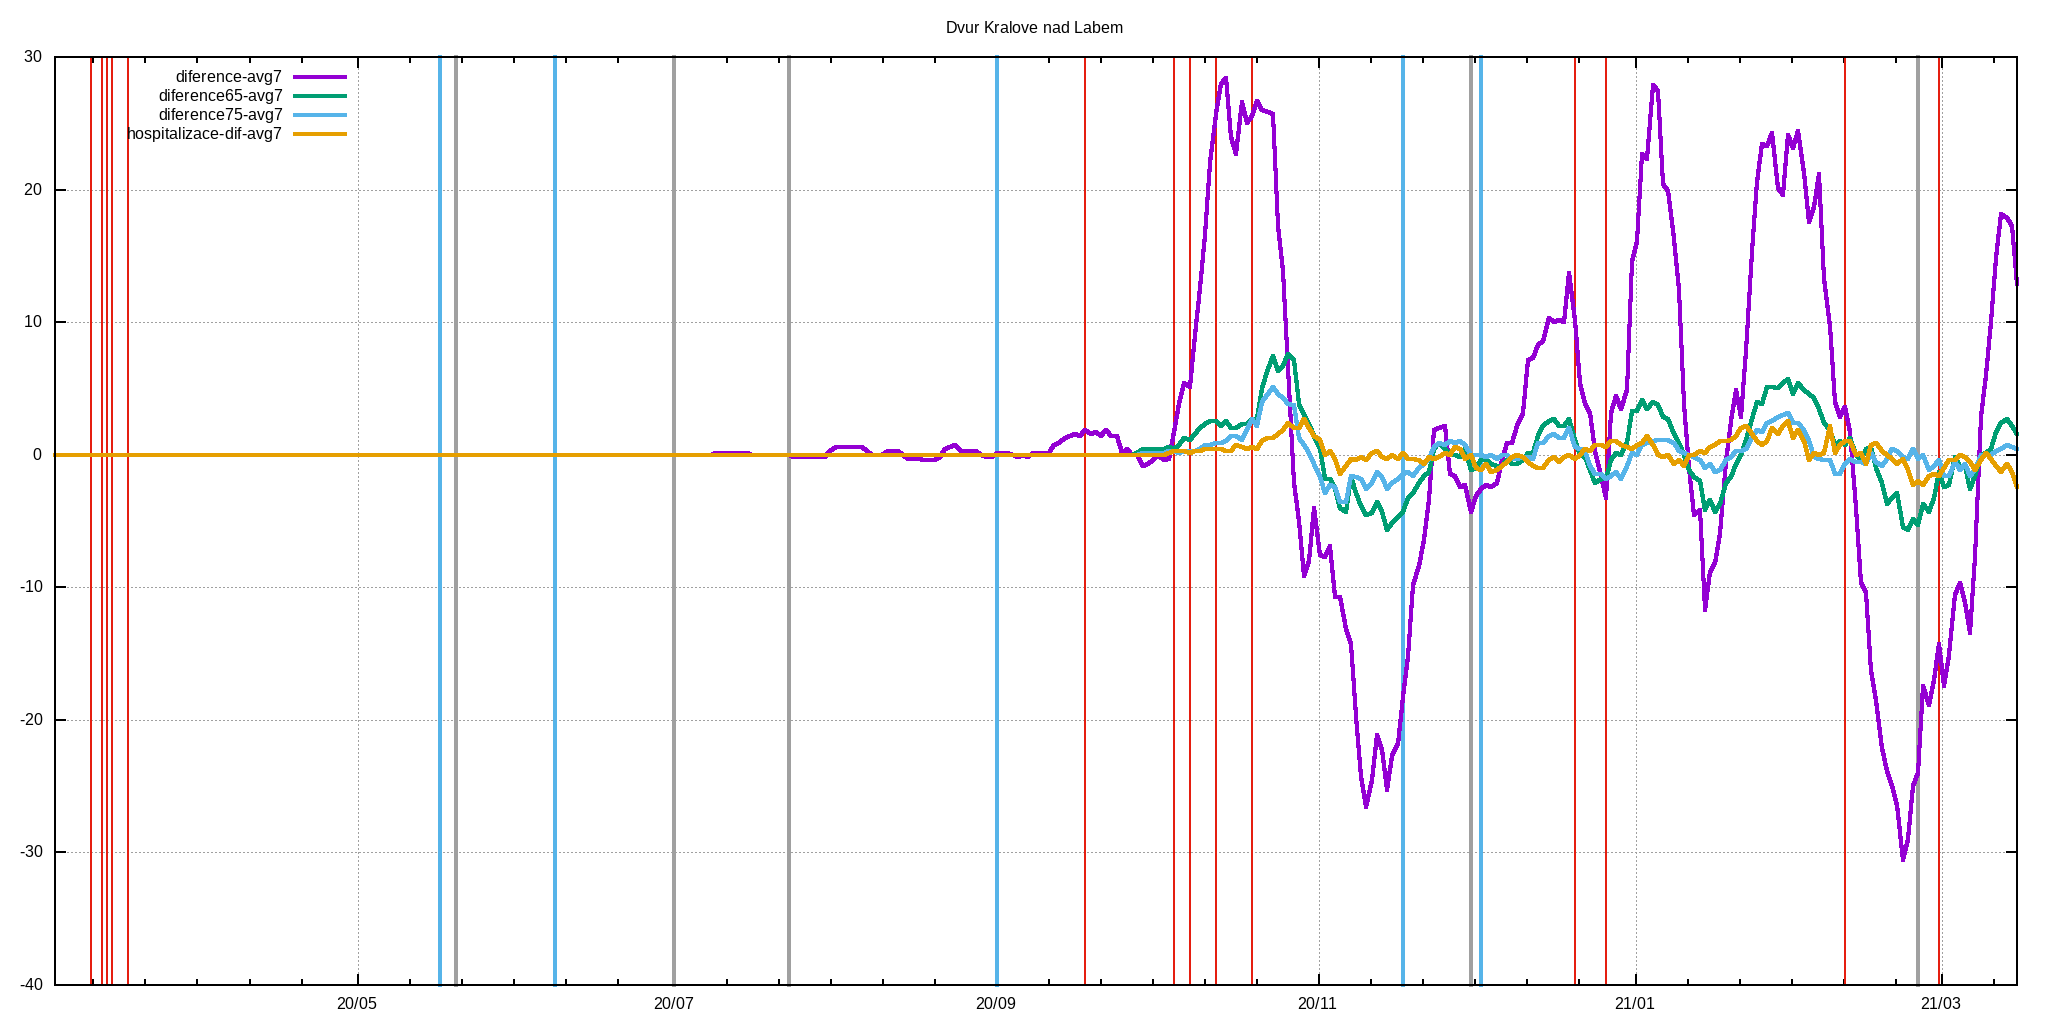 Dvur Kralove nad Labem
30
20
10
0
-10
-20
-30
-40
diference-avg7
diference65-avg7
diference75-avg7
hospitalizace-dif-avg7
20/05
20/07
20/09
20/11
21/01
21/03